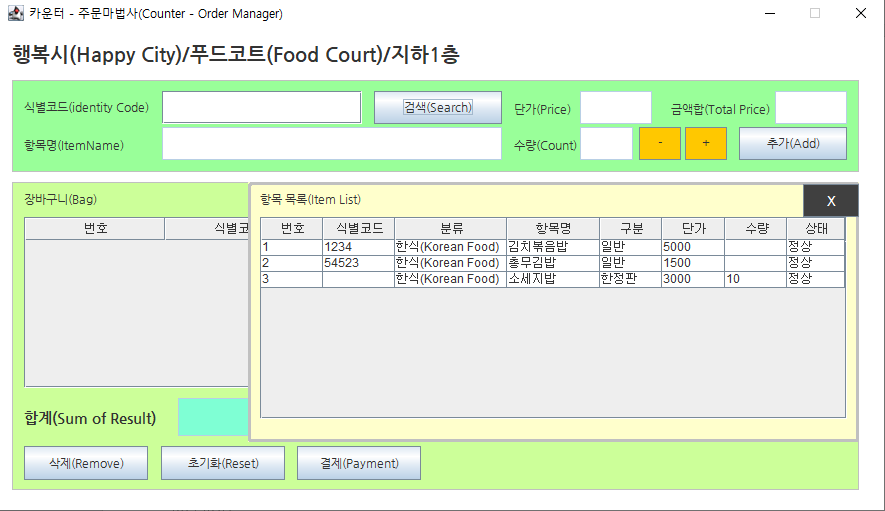 카운터 - 주문마법사(Counter - Order Manager)
행복시(Happy City)/푸드코트(Food Court)/지하1층
식별코드(identity Code) 검색(Search) 단가(Price) 금액합(Total Price)
항목명(ItemName) 수량(Count) - + 추가(Add)
장바구니(Bag)
번호 식별코
항목 목록(Item List) X
번호 식별코드 분류 항목명 구분 단가 수량 상태
1 1234 한식(Korean Food) 김치볶음밥 일반 5000 정상
2 54523 한식(Korean Food) 총무김밥 일반 1500 정상
3 한식(Korean Food) 소세지밥 한정판 3000 10 정상
합계(Sum of Result)
삭제(Remove) 초기화(Reset) 결제(Payment)